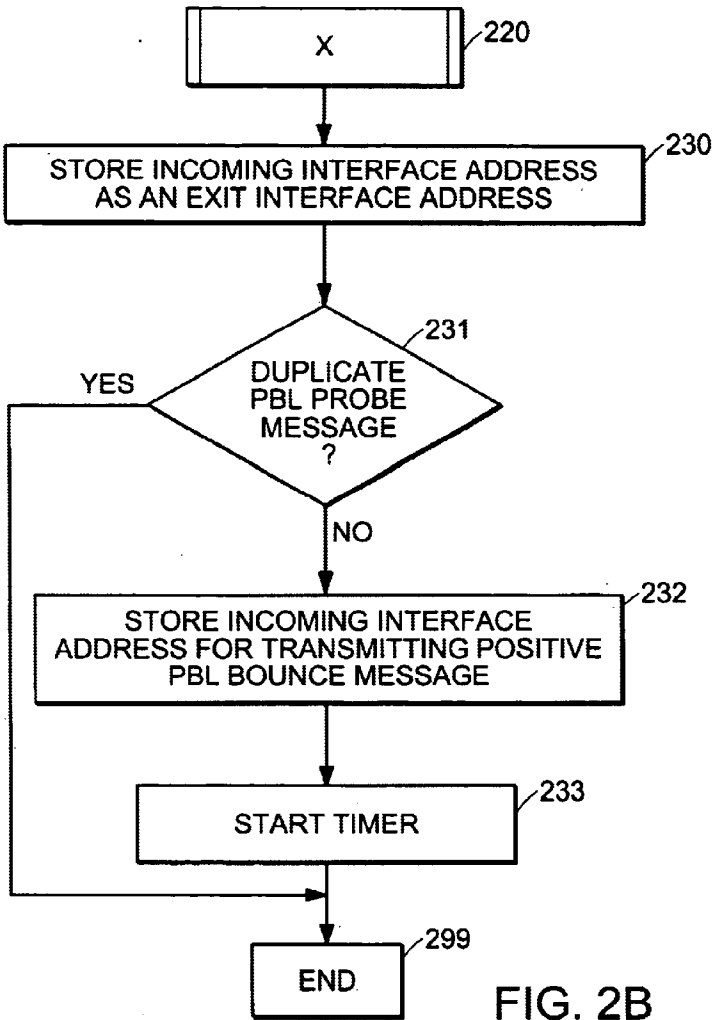 X
220
230
STORE INCOMING INTERFACE ADDRESS
AS AN EXIT INTERFACE ADDRESS
231
YES
DUPLICATE
PBL PROBE
MESSAGE
?
NO
232
STORE INCOMING INTERFACE
ADDRESS FOR TRANSMITTING POSITIVE
PBL BOUNCE MESSAGE
233
START TIMER
299
END
FIG. 2B